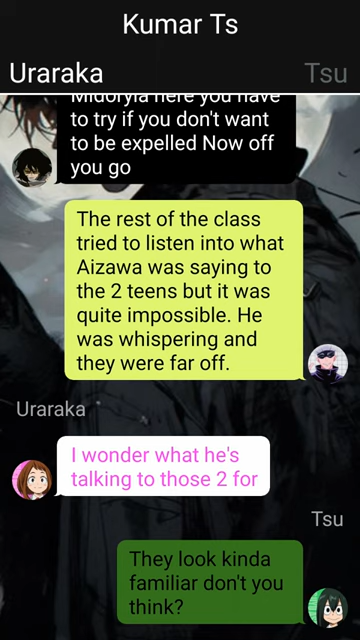 Kumar Ts
Uraraka
Tsu
Midoryia here you have
to try if you don't want
to be expelled Now off
you go
The rest of the class
tried to listen into what
Aizawa was saying to
the 2 teens but it was
quite impossible. He
was whispering and
they were far off.
Uraraka
I wonder what he's
talking to those 2 for
Tsu
They look kinda
familiar don't you
think?